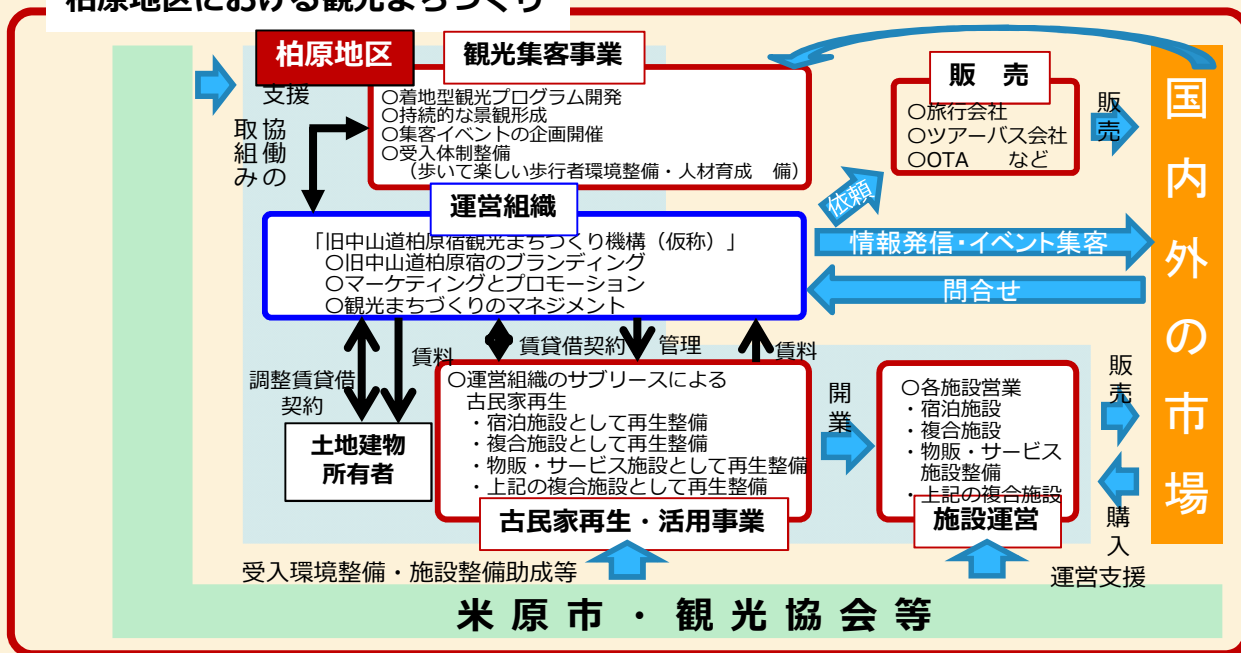 柏原地区における観光まちづくり
柏原地区
観光集客事業
支援
〇着地型観光プログラム開発
〇持続的な景観形成
〇集客イベントの企画開催
〇受入体制整備
（歩いて楽しい歩行者環境整備・人材育成　備）
協働の
取組み
販　売
〇旅行会社
〇ツアーバス会社
〇OTA　　など
販売
国内外の市場
運営組織
「旧中山道柏原宿観光まちづくり機構（仮称）」
〇旧中山道柏原宿のブランディング
〇マーケティングとプロモーション
〇観光まちづくりのマネジメント
依頼
情報発信・イベント集客
問合せ
調整賃貸借
契約
賃料
賃貸借契約
管理
賃料
土地建物
所有者
〇運営組織のサブリースによる
古民家再生
・宿泊施設として再生整備
・複合施設として再生整備
・物販・サービス施設として再生整備
・上記の複合施設として再生整備
古民家再生・活用事業
開業
〇各施設営業
・宿泊施設
・複合施設
・物販・サービス
施設整備
・上記の複合施設
施設運営
販売
購入
受入環境整備・施設整備助成等
運営支援
米原市・観光協会等